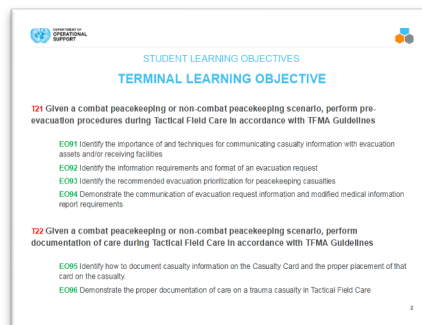 DEPARTMENT OF
OPERATIONAL
SUPPORT
STUDENT LEARNING OBJECTIVES
TERMINAL LEARNING OBJECTIVE
T21 Given a combat peacekeeping or non-combat peacekeeping scenario, perform pre-
evacuation procedures during Tactical Field Care in accordance with TFMA Guidelines
EO91 Identify the importance of and techniques for communicating casualty information with evacuation
assets and/or receiving facilities
EO92 Identify the information requirements and format of an evacuation request
EO93 Identify the recommended evacuation prioritization for peacekeeping casualties
EO94 Demonstrate the communication of evacuation request information and modified medical information
report requirements
T22 Given a combat peacekeeping or non-combat peacekeeping scenario, perform
documentation of care during Tactical Field Care in accordance with TFMA Guidelines
EO95 Identify how to document casualty information on the Casualty Card and the proper placement of that
card on the casualty.
EO96 Demonstrate the proper documentation of care on a trauma casualty in Tactical Field Care
2